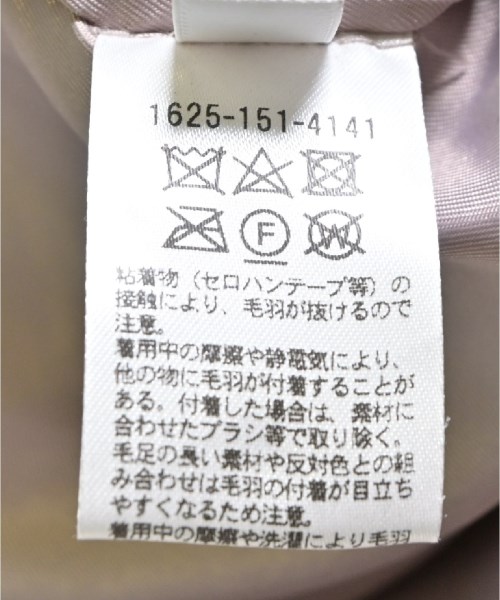 1625-151-4141
F
W
粘着物（セロハンテープ等）の
接触により、毛羽が抜けるので
注意。
着用中の摩擦や静電気により、
他の物に毛羽が付着することが
ある。付着した場合は、素材に
合わせたブラシ等で取り除く。
毛足の長い素材や反対色との組
み合わせは毛羽の付着が目立ち
やすくなるため注意。
着用中の摩擦や洗濯により毛羽